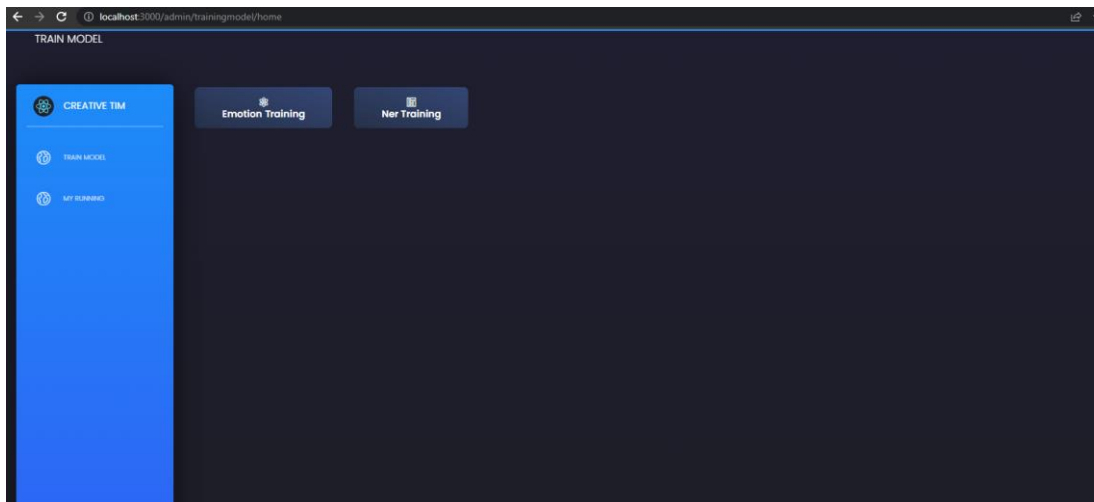 localhost:3000/admin/trainingmodel/home
TRAIN MODEL
CREATIVE TIM
TRAIN MODEL
MY RUNNING
Emotion Training
Ner Training